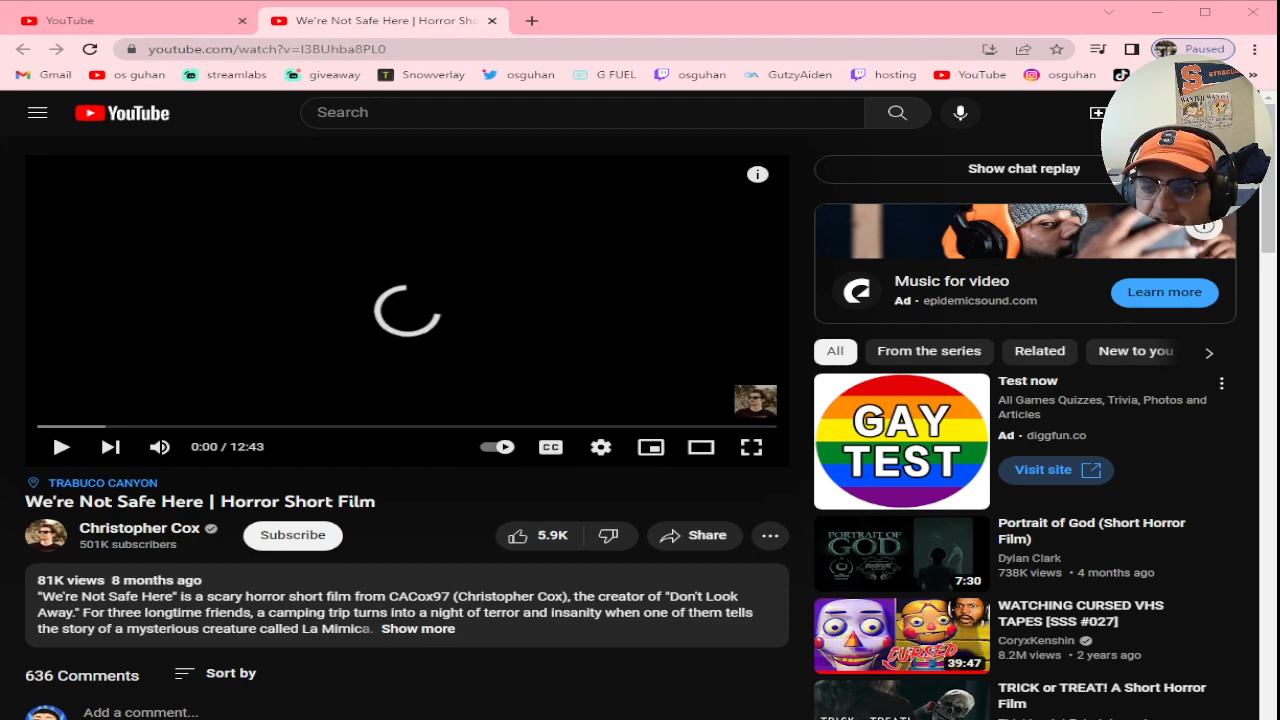 YouTube
We're Not Safe Here | Horror Sho
youtube.com/watch?v=I3BUhba8PL0
Paused
Gmail
os guhan
streamlabs
giveaway
Snowverlay
osguhan
G FUEL
osguhan
GutzyAiden
hosting
YouTube
osguhan
YouTube
Search
SYRACUS
WANTED WANTED
S
Show chat replay
Music for video
Ad · epidemicsound.com
Learn more
All
From the series
Related
New to you
GAY
TEST
Test now
All Games Quizzes, Trivia, Photos and
Articles
Ad · diggfun.co
Visit site
0:00 / 12:43
CC
TRABUCO CANYON
We're Not Safe Here | Horror Short Film
Christopher Cox
501K subscribers
Subscribe
5.9K
Share
81K views 8 months ago
"We're Not Safe Here" is a scary horror short film from CACox97 (Christopher Cox), the creator of "Don't Look
Away." For three longtime friends, a camping trip turns into a night of terror and insanity when one of them tells
the story of a mysterious creature called La Mimica. Show more
636 Comments
Sort by
Add a comment...
PORTRAIT OF
GOD
7:30
Portrait of God (Short Horror
Film)
Dylan Clark
738K views • 4 months ago
CURSED
39:47
WATCHING CURSED VHS
TAPES [SSS #027]
CoryxKenshin
8.2M views • 2 years ago
TRICK OR TREAT!
TRICK or TREAT! A Short Horror
Film